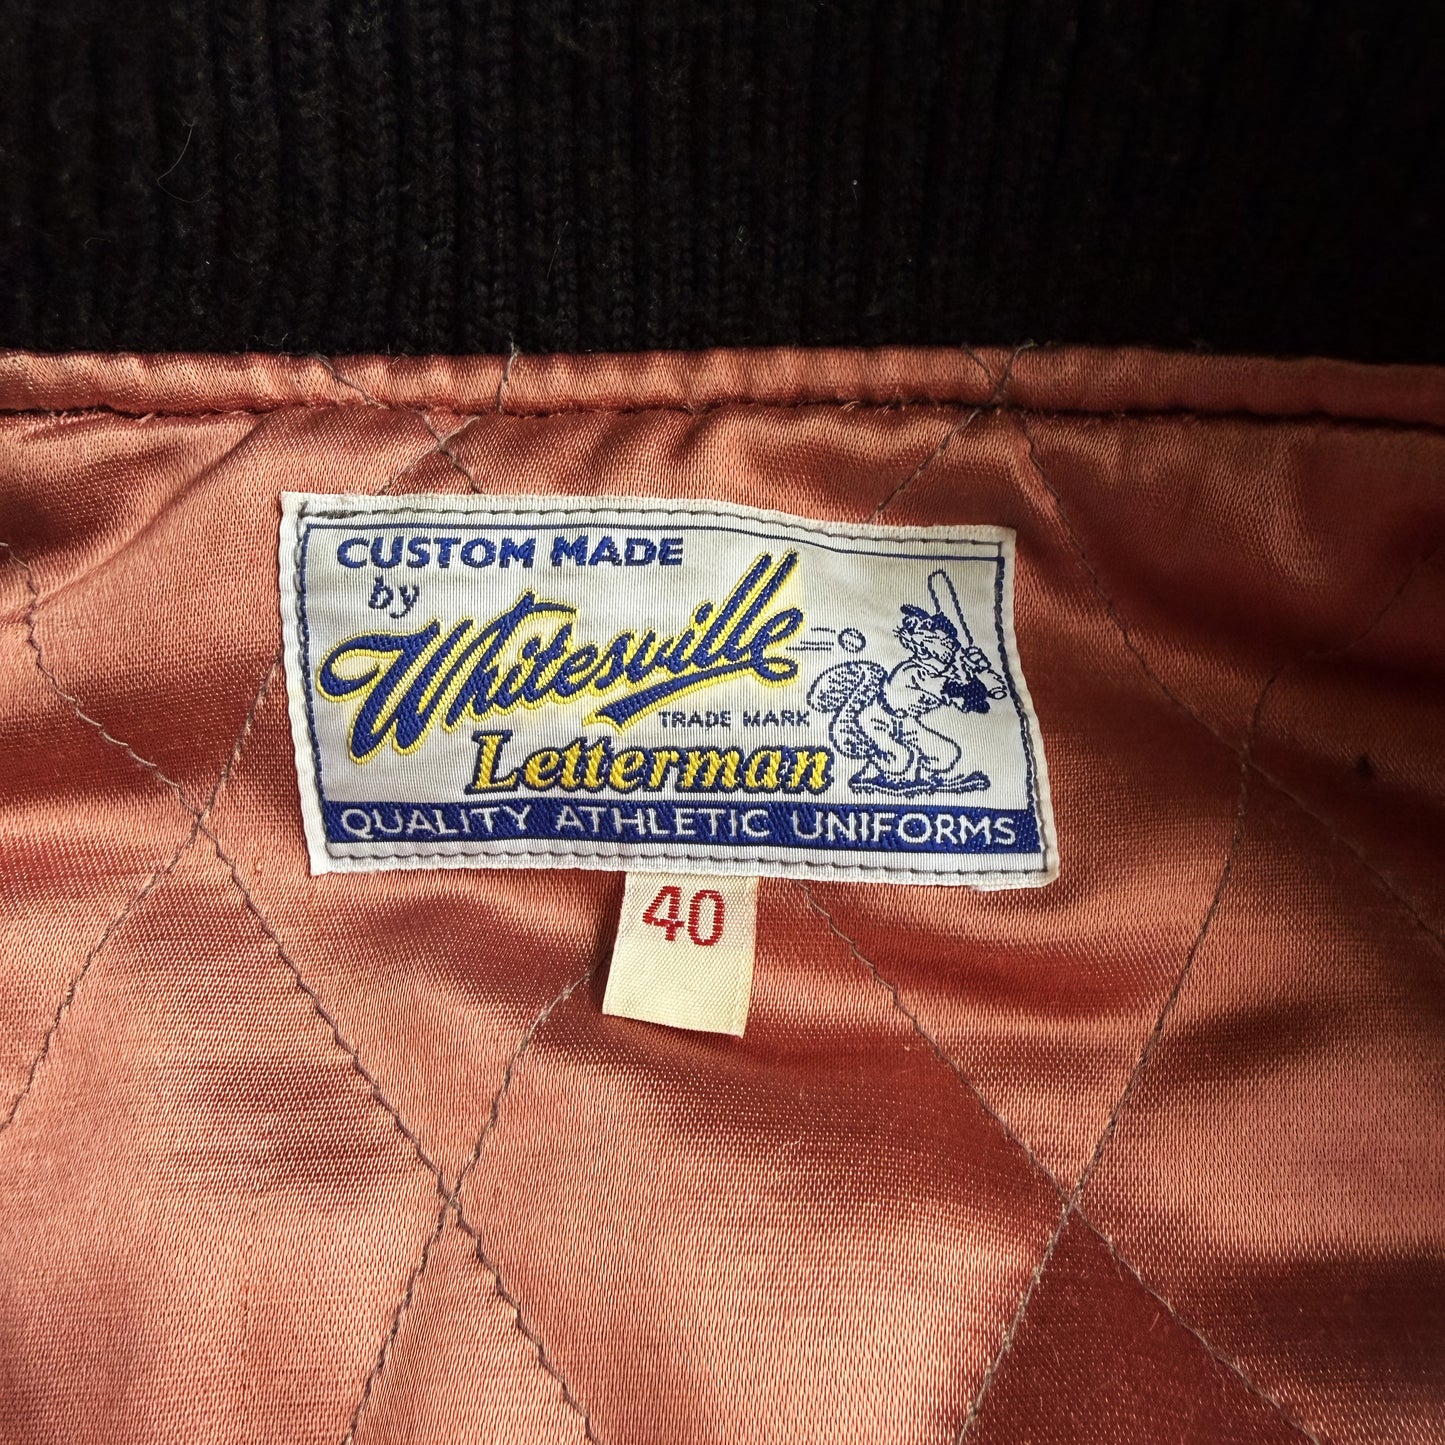 CUSTOM MADE
by
Whitesville
TRADE MARK
Letterman
QUALITY ATHLETIC UNIFORMS
40